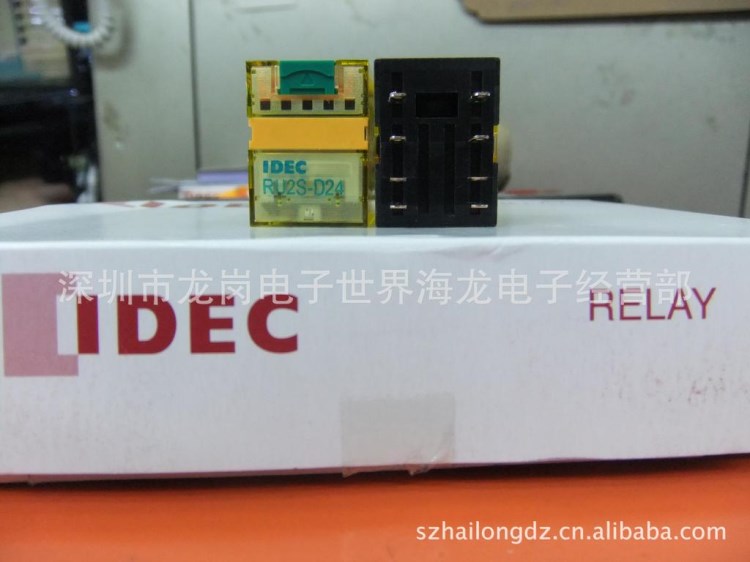 IDEC
RU2S-D24
深圳市龙岗电子世界海龙电子经营部
IDEC
RELAY
szhailongdz.cn.alibaba.com